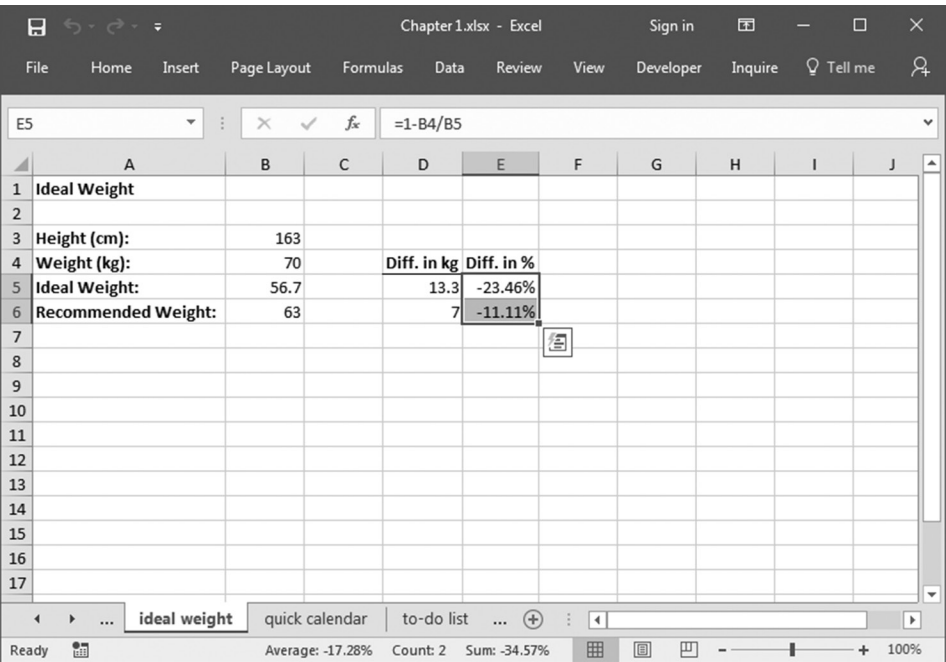 Chapter 1.xlsx - Excel Sign in
File Home Insert Page Layout Formulas Data Review View Developer Inquire Tell me
E5 fx =1-B4/B5
A B C D E F G H I J
1 Ideal Weight
2
3 Height (cm): 163
4 Weight (kg): 70 Diff. in kg Diff. in %
5 Ideal Weight: 56.7 13.3 -23.46%
6 Recommended Weight: 63 7 -11.11%
7
8
9
10
11
12
13
14
15
16
17
... ideal weight quick calendar to-do list ...
Ready Average: -17.28% Count: 2 Sum: -34.57% 100%